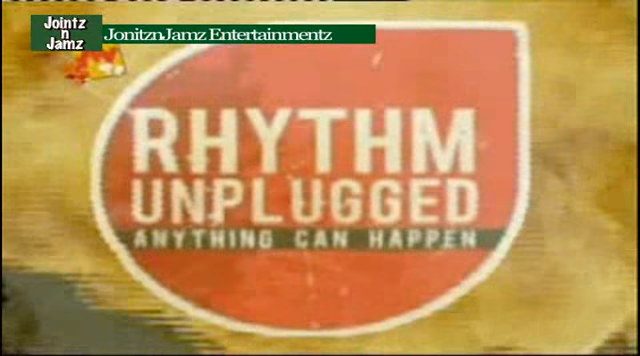 Jointz
n
Jamz
JonitznJamz Entertainmentz
RHYTHM
UNPLUGGED
ANYTHING CAN HAPPEN